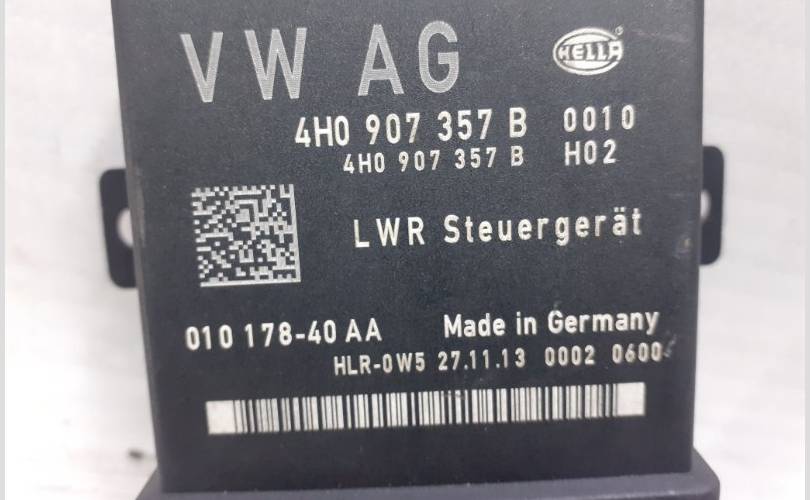 VW AG HELLA
4H0 907 357 B 0010
4H0 907 357 B H02
LWR Steuergerät
010 178-40 AA Made in Germany
HLR-0W5 27.11.13 0002 0600